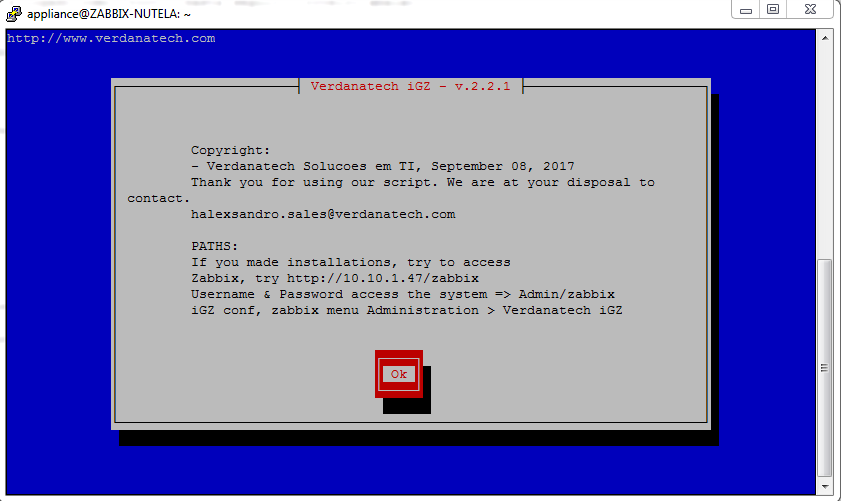 appliance@ZABBIX-NUTELA: ~
http://www.verdanatech.com
Verdanatech iGZ - v.2.2.1
Copyright:
- Verdanatech Solucoes em TI, September 08, 2017
Thank you for using our script. We are at your disposal to
contact.
halexsandro.sales@verdanatech.com
PATHS:
If you made installations, try to access
Zabbix, try http://10.10.1.47/zabbix
Username & Password access the system => Admin/zabbix
iGZ conf, zabbix menu Administration > Verdanatech iGZ
Ok